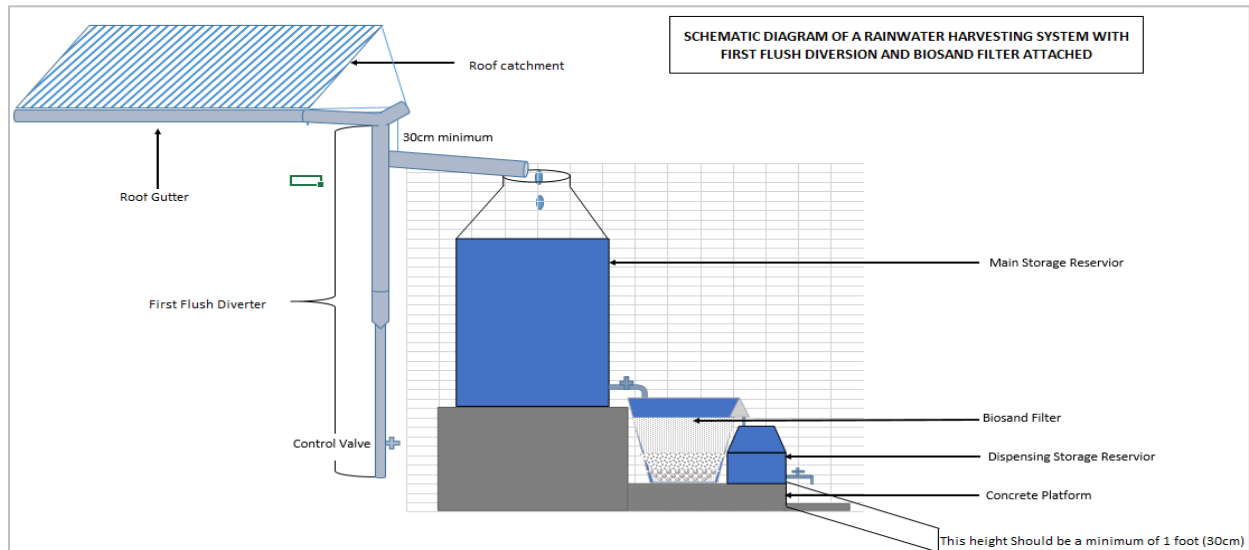 SCHEMATIC DIAGRAM OF A RAINWATER HARVESTING SYSTEM WITH
FIRST FLUSH DIVERSION AND BIOSAND FILTER ATTACHED
Roof catchment
30cm minimum
Roof Gutter
Main Storage Reservior
First Flush Diverter
Biosand Filter
Control Valve
Dispensing Storage Reservior
Concrete Platform
This height Should be a minimum of 1 foot (30cm)